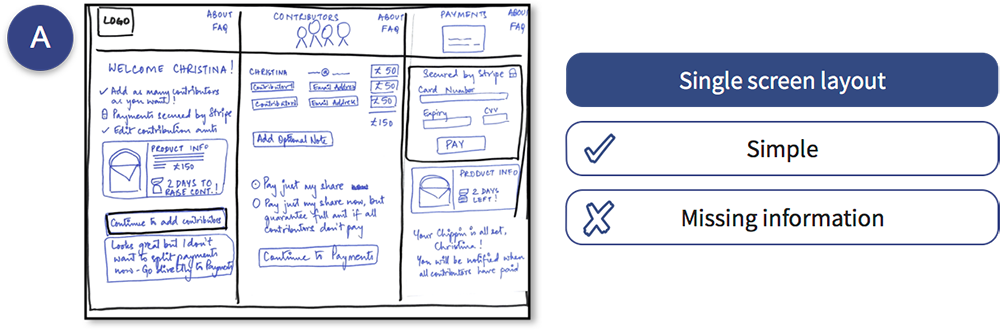 A
LOGO
ABOUT
FAQ
WELCOME CHRISTINA!
Add as many contributors
as you want!
Payments secured by Stripe
Edit contribution amts
PRODUCT INFO
£150
2 DAYS TO
RAISE CONT.!
Continue to add contributors
Looks great but I don't
want to split payments
now - Go directly to Payments
CONTRIBUTORS
ABOUT
FAQ
CHRISTINA
£50
Contributor 1
Email Address
£50
Contributor 2
Email Address
£50
£150
Add Optional Note
Pay just my share
Pay just my share now, but
guarantee full amt if all
contributors don't pay
Continue to Payments
PAYMENTS
ABOU
FAQ
Secured by Stripe
Card Number
Expiry
CVV
PAY
PRODUCT INFO
2 DAYS
LEFT!
Your Chippin is all set,
Christina!
You will be notified when
all contributors have paid
Single screen layout
Simple
Missing information